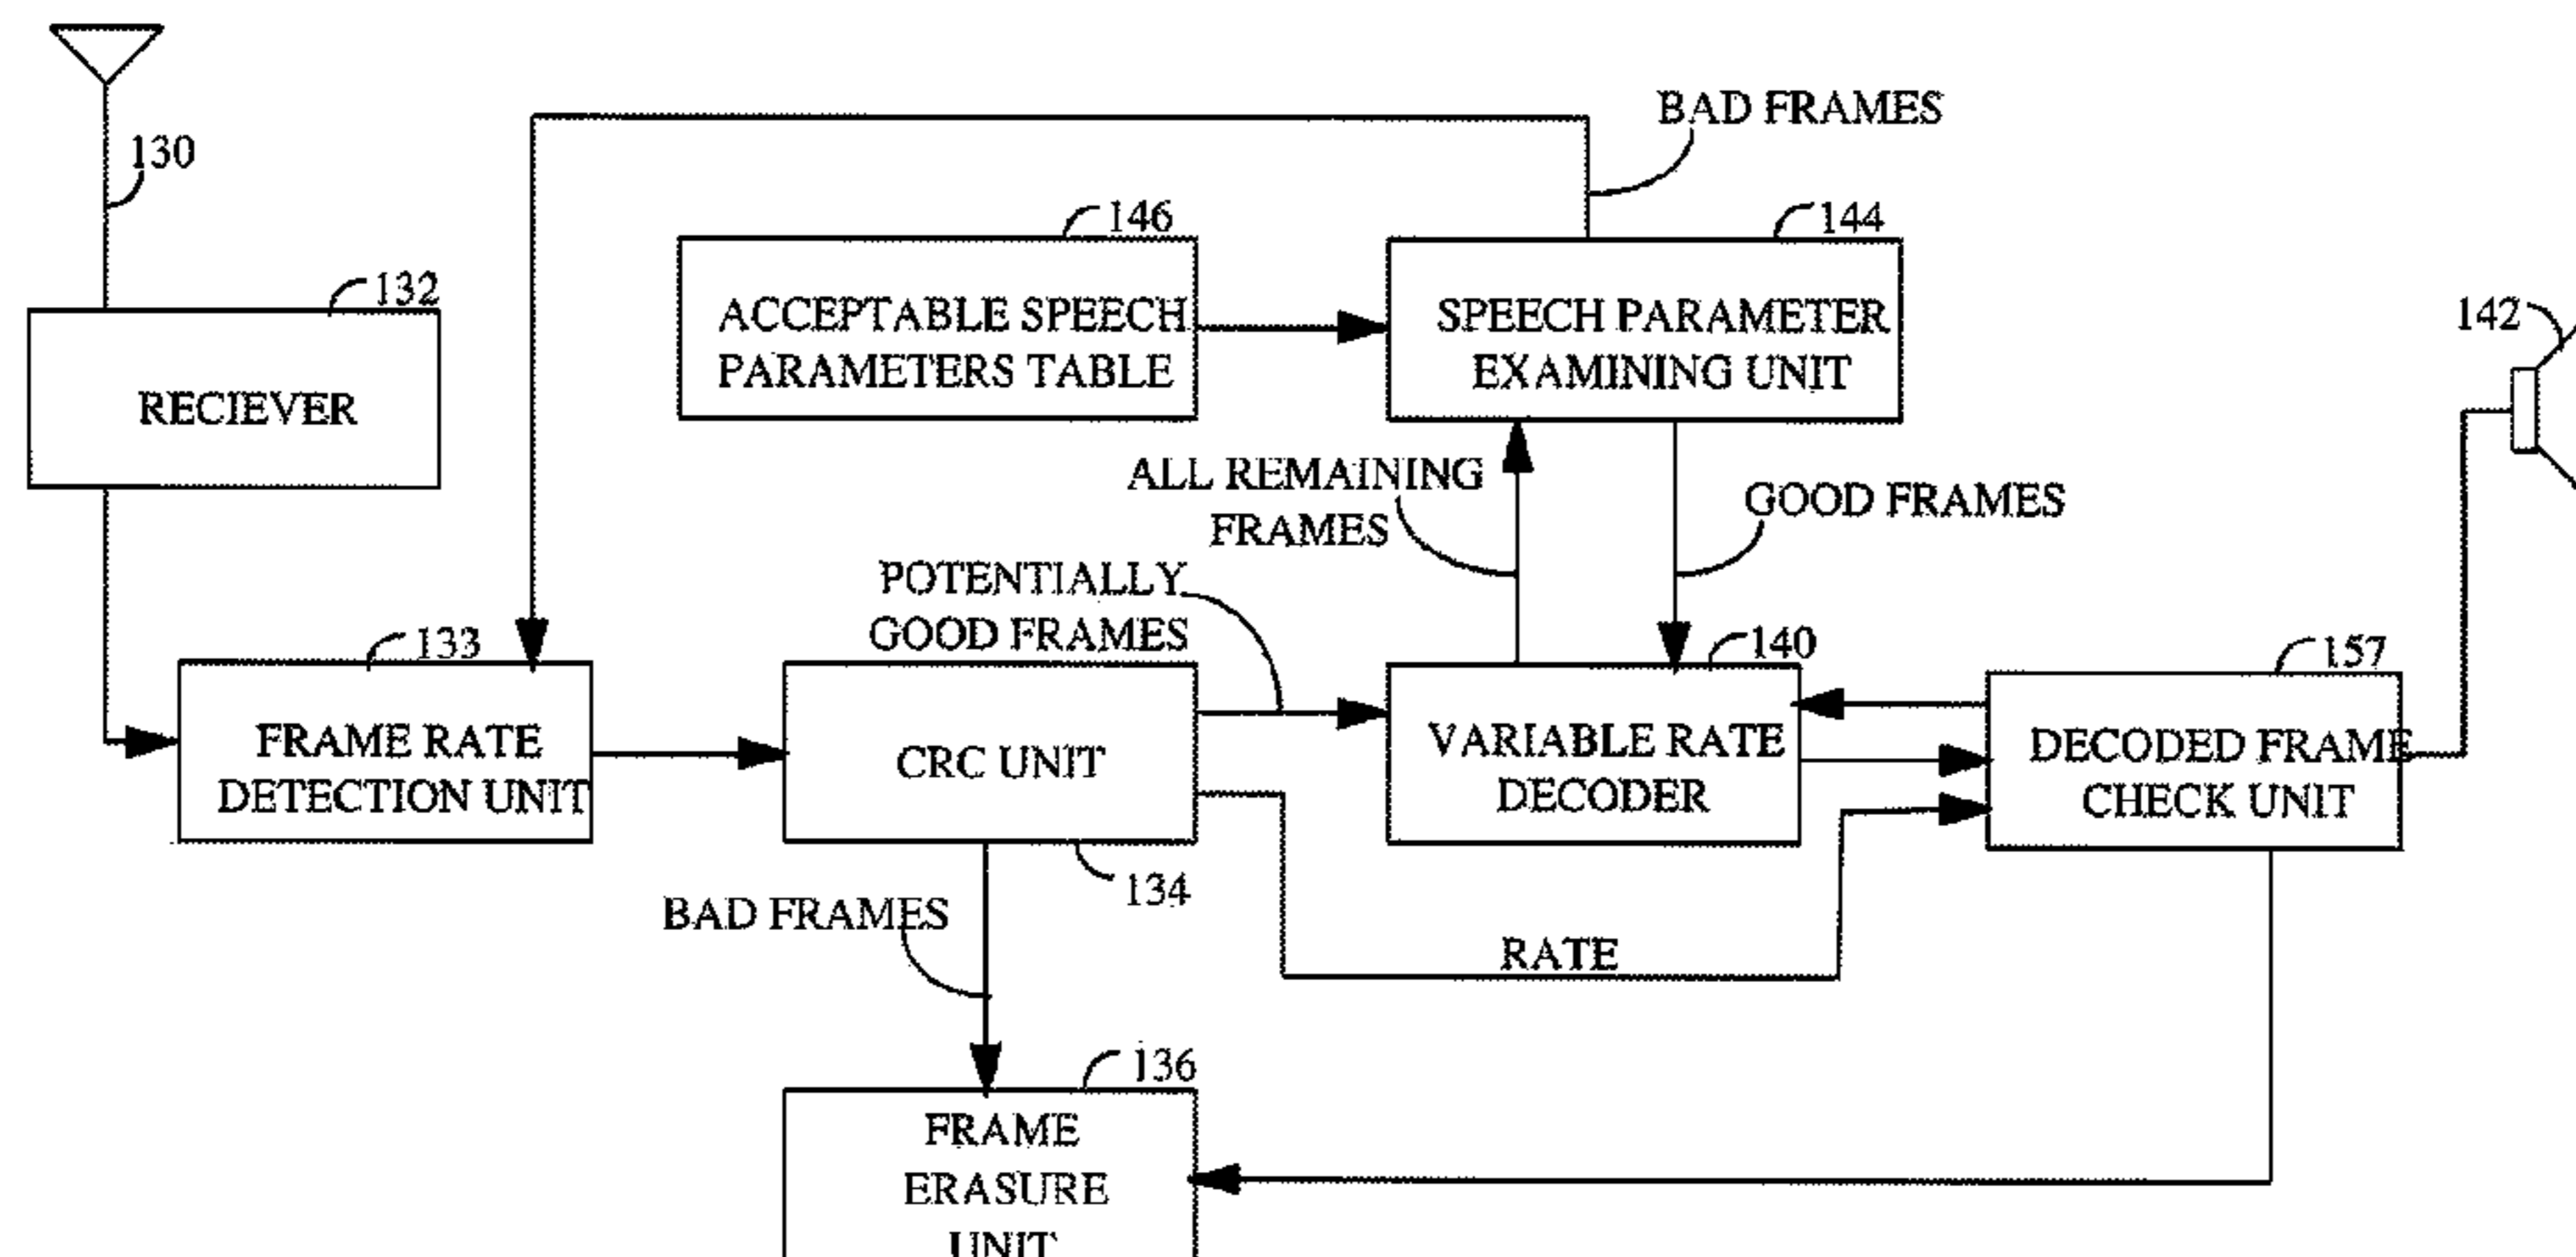 BAD FRAMES
130
146
144
132
142
ACCEPTABLE SPEECH
PARAMETERS TABLE
SPEECH PARAMETER
EXAMINING UNIT
RECIEVER
ALL REMAINING
FRAMES
GOOD FRAMES
POTENTIALLY
GOOD FRAMES
133
140
157
FRAME RATE
DETECTION UNIT
CRC UNIT
VARIABLE RATE
DECODER
DECODED FRAME
CHECK UNIT
134
BAD FRAMES
RATE
136
FRAME
ERASURE
UNIT